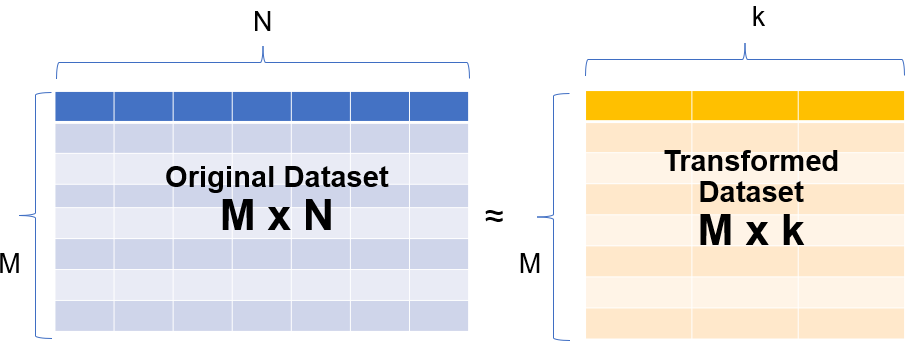 N
k
M
Original Dataset
M x N
≈
M
Transformed
Dataset
M x k